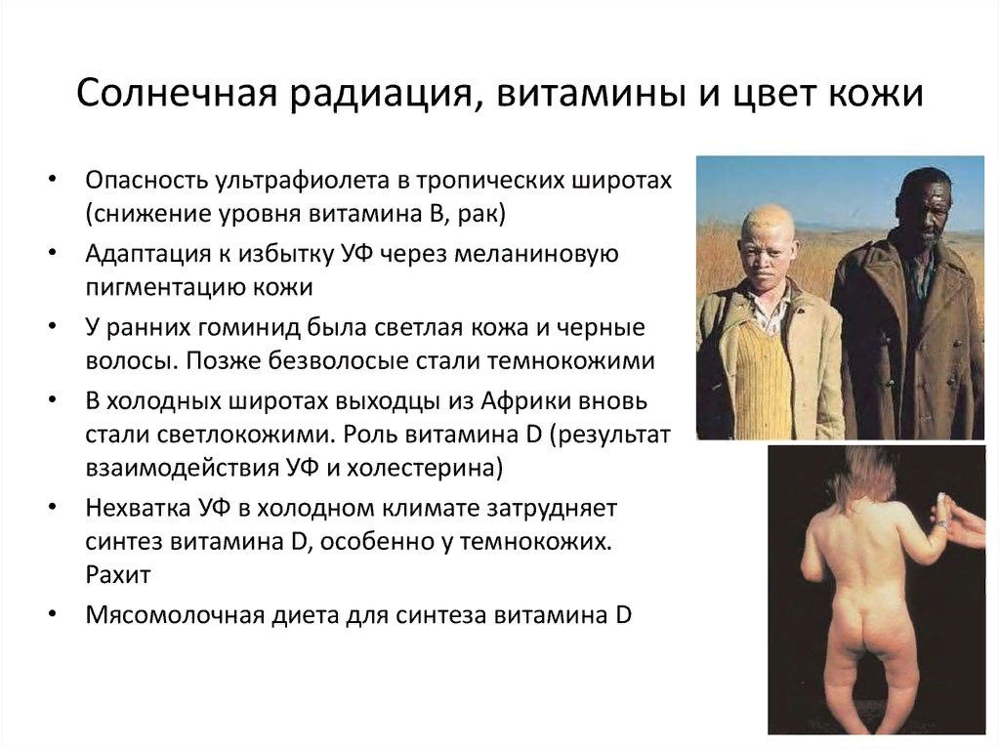 Солнечная радиация, витамины и цвет кожи
• Опасность ультрафиолета в тропических широтах
(снижение уровня витамина В, рак)
• Адаптация к избытку УФ через меланиновую
пигментацию кожи
• У ранних гоминид была светлая кожа и черные
волосы. Позже безволосые стали темнокожими
• В холодных широтах выходцы из Африки вновь
стали светлокожими. Роль витамина D (результат
взаимодействия УФ и холестерина)
• Нехватка УФ в холодном климате затрудняет
синтез витамина D, особенно у темнокожих.
Рахит
• Мясомолочная диета для синтеза витамина D